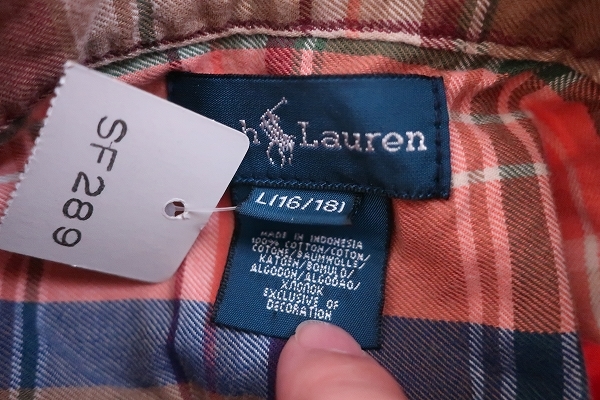 SF289
h Lauren
L(16/18)
MADE IN INDONESIA
100% COTTON/COTON/
COTONE/BAUMWOLLE/
KATOEN/BOMULD/
ALGODON/ALGODAO/
ХЛОПОК
EXCLUSIVE OF
DECORATION